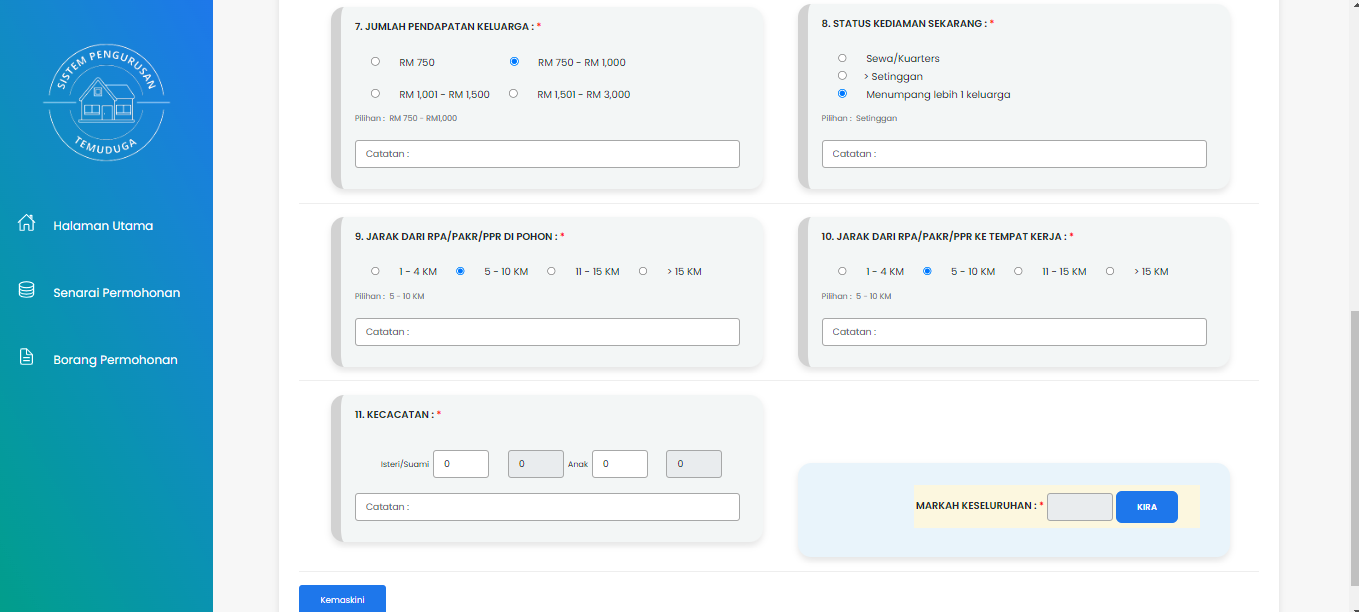 SISTEM PENGURUSAN
TEMUDUGA
Halaman Utama
Senarai Permohonan
Borang Permohonan
7. JUMLAH PENDAPATAN KELUARGA : *
RM 750
RM 750 - RM 1,000
RM 1,001 - RM 1,500
RM 1,501 - RM 3,000
Pilihan : RM 750 - RM1,000
Catatan :
8. STATUS KEDIAMAN SEKARANG : *
Sewa/Kuarters
> Setinggan
Menumpang lebih 1 keluarga
Pilihan : Setinggan
Catatan :
9. JARAK DARI RPA/PAKR/PPR DI POHON : *
1 - 4 KM 5 - 10 KM 11 - 15 KM > 15 KM
Pilihan : 5 - 10 KM
Catatan :
10. JARAK DARI RPA/PAKR/PPR KE TEMPAT KERJA : *
1 - 4 KM 5 - 10 KM 11 - 15 KM > 15 KM
Pilihan : 5 - 10 KM
Catatan :
11. KECACATAN : *
Isteri/Suami 0 0 Anak 0 0
Catatan :
MARKAH KESELURUHAN : * KIRA
Kemaskini